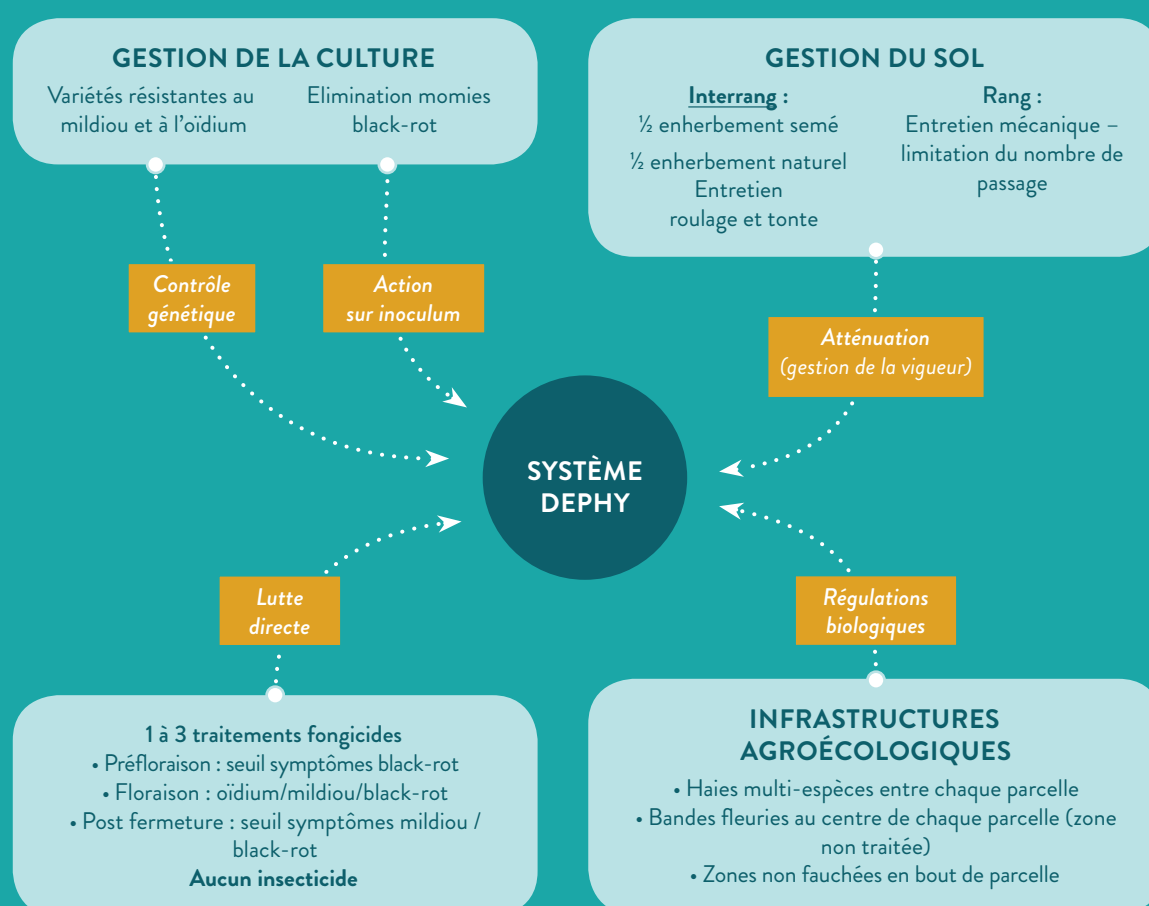 GESTION DE LA CULTURE
Variétés résistantes au
mildiou et à l'oïdium
Elimination momies
black-rot
GESTION DU SOL
Interrang :
½ enherbement semé
½ enherbement naturel
Entretien
roulage et tonte
Rang :
Entretien mécanique –
limitation du nombre de
passage
Contrôle
génétique
Action
sur inoculum
Atténuation
(gestion de la vigueur)
SYSTÈME
DEPHY
Lutte
directe
Régulations
biologiques
1 à 3 traitements fongicides
• Préfloraison : seuil symptômes black-rot
• Floraison : oïdium/mildiou/black-rot
• Post fermeture : seuil symptômes mildiou /
black-rot
Aucun insecticide
INFRASTRUCTURES
AGROÉCOLOGIQUES
• Haies multi-espèces entre chaque parcelle
• Bandes fleuries au centre de chaque parcelle (zone
non traitée)
• Zones non fauchées en bout de parcelle